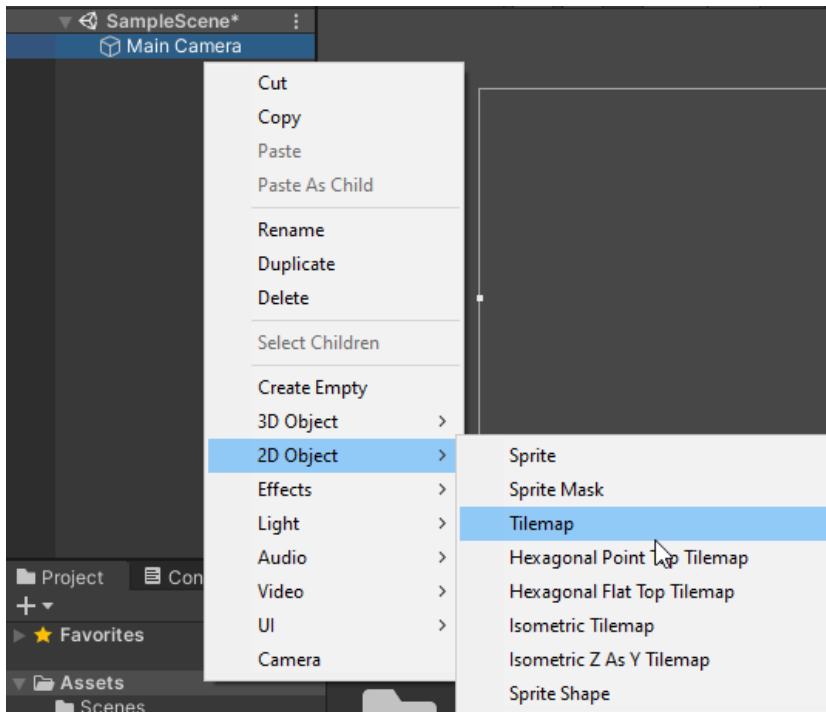 SampleScene*
Main Camera
Cut
Copy
Paste
Paste As Child
Rename
Duplicate
Delete
Select Children
Create Empty
3D Object
2D Object
Effects
Light
Audio
Video
UI
Camera
Sprite
Sprite Mask
Tilemap
Hexagonal Point Top Tilemap
Hexagonal Flat Top Tilemap
Isometric Tilemap
Isometric Z As Y Tilemap
Sprite Shape
Project
Con
Favorites
Assets
Scenes